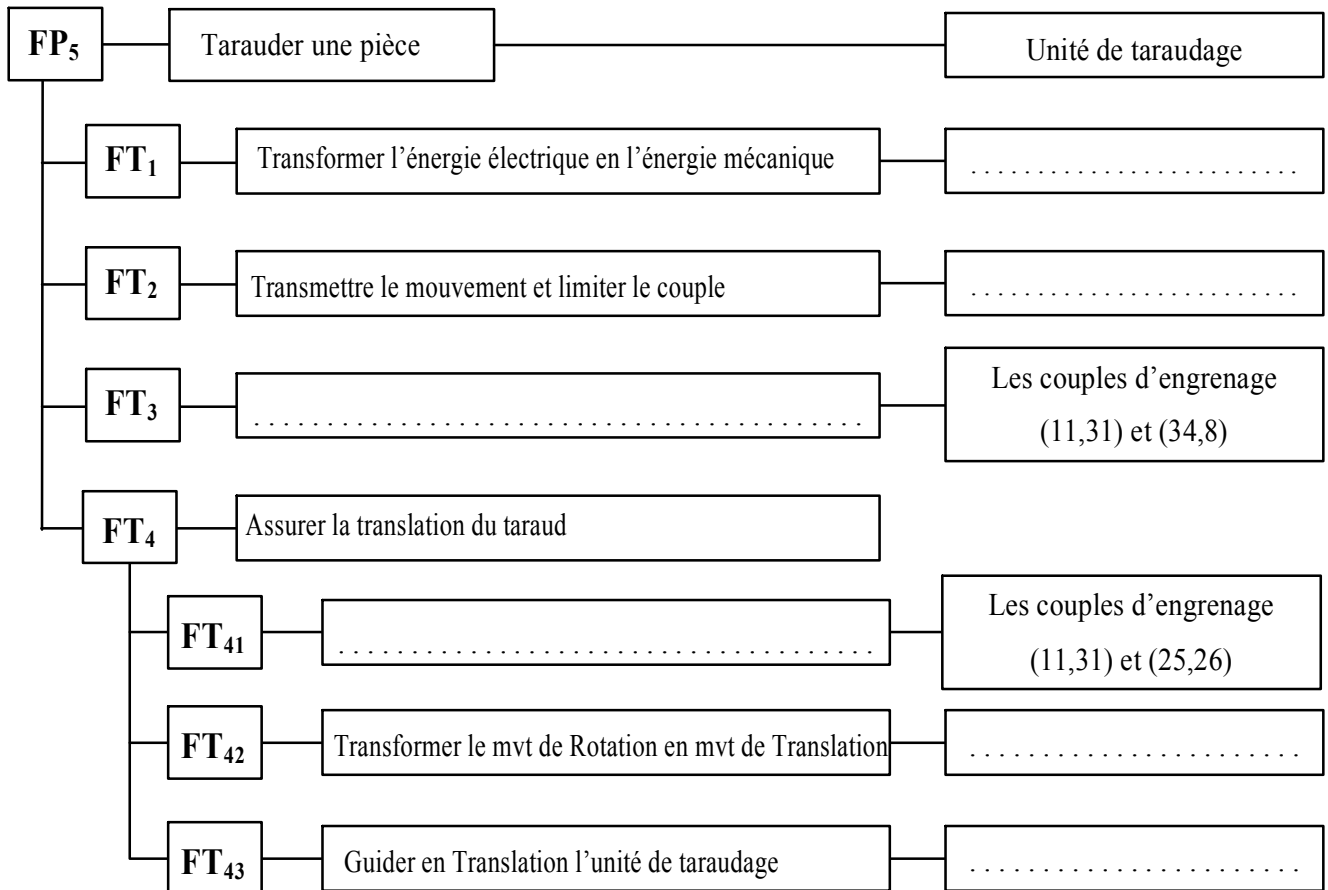 FP5 Tarauder une pièce Unité de taraudage
FT1 Transformer l’énergie électrique en l’énergie mécanique . . . . . . . . . . . . . . . . . . . . . . . . .
FT2 Transmettre le mouvement et limiter le couple . . . . . . . . . . . . . . . . . . . . . . . . .
Les couples d’engrenage
FT3 . . . . . . . . . . . . . . . . . . . . . . . . . . . . . . . . . . . . . . . . . .
(11,31) et (34,8)
FT4 Assurer la translation du taraud
Les couples d’engrenage
FT41 . . . . . . . . . . . . . . . . . . . . . . . . . . . . . . . . . . . . .
(11,31) et (25,26)
FT42 Transformer le mvt de Rotation en mvt de Translation . . . . . . . . . . . . . . . . . . . . . . . . .
FT43 Guider en Translation l’unité de taraudage . . . . . . . . . . . . . . . . . . . . . . . . .